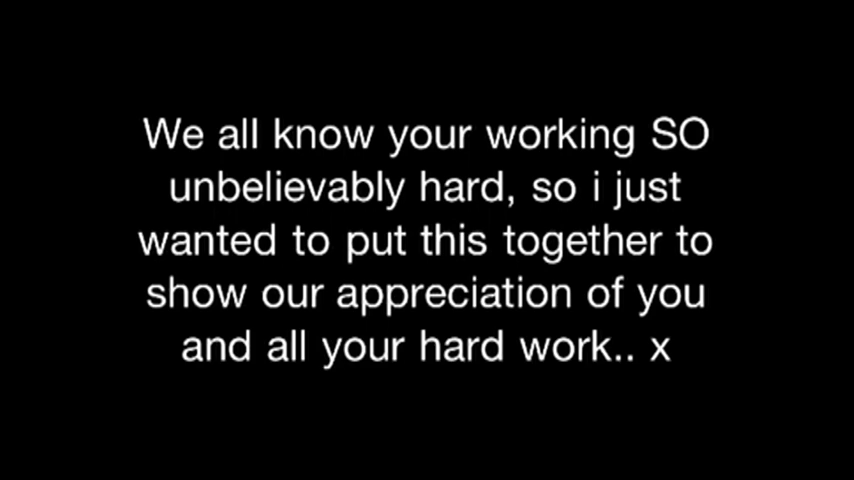 We all know your working SO
unbelievably hard, so i just
wanted to put this together to
show our appreciation of you
and all your hard work.. x